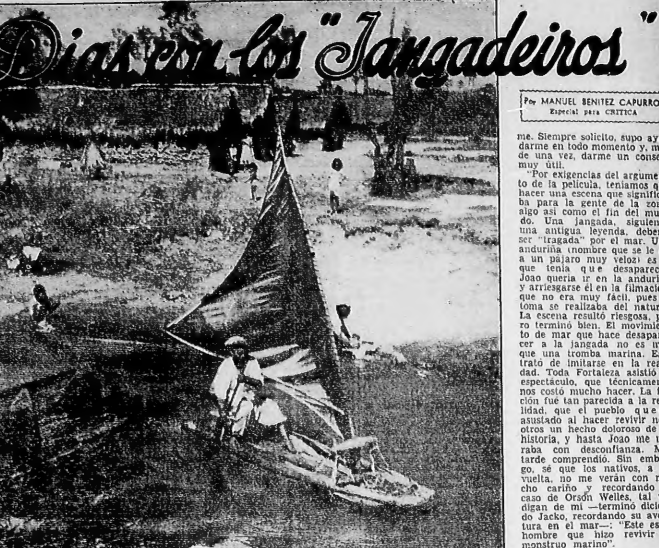 Dias con los "Jangadeiros"
Por MANUEL BENITEZ CAPURRO
Especial para CRITICA
me. Siempre solícito, supo ay
darme en todo momento y, m
de una vez, darme un conse
muy útil.
"Por exigencias del argume
to de la película, teníamos q
hacer una escena que signific
ba para la gente de la zon
algo así como el fin del mu
do. Una jangada, siguien
una antigua leyenda, deber
ser "tragada" por el mar. U
anduriña (nombre que se le
a un pájaro muy veloz) es
que tenía que desaparec
Joao quería ir en la anduri
y arriesgarse él en la filmació
que no era muy fácil, pues
toma se realizaba del natur
La escena resultó riesgosa, p
ro terminó bien. El movimie
to de mar que hace desapar
cer a la jangada no es m
que una tromba marina. E
trató de imitarse en la rea
dad. Toda Fortaleza asistió
espectáculo, que técnicamen
nos costó mucho hacer. La f
ción fué tan parecida a la re
lidad, que el pueblo que
asustado al hacer revivir n
otros un hecho doloroso de
historia, y hasta Joao me
raba con desconfianza. M
tarde comprendió. Sin emb
go, sé que los nativos, a
vuelta, no me verán con m
cho cariño y recordando
caso de Orson Welles, tal
digan de mí —terminó dicie
do Jacko, recordando su ave
tura en el mar—: "Este es
hombre que hizo revivir
monstruo marino".